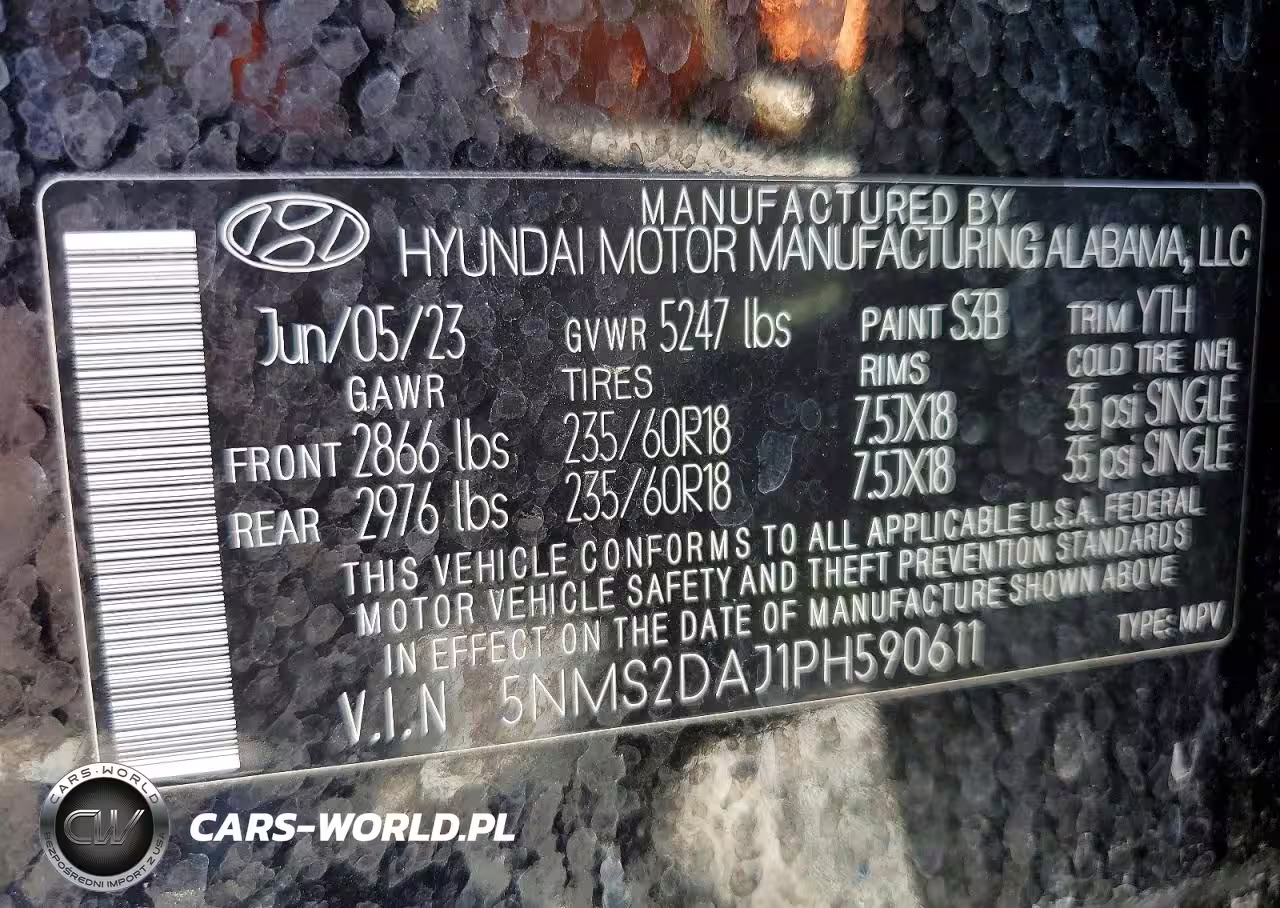 MANUFACTURED BY
HYUNDAI MOTOR MANUFACTURING ALABAMA, LLC
Jun/05/23 GVWR 5247 lbs PAINT S3B TRIM YTH
GAWR TIRES RIMS COLD TIRE INFL
FRONT 2866 lbs 235/60R18 7.5JX18 35 psi SINGLE
REAR 2976 lbs 235/60R18 7.5JX18 35 psi SINGLE
THIS VEHICLE CONFORMS TO ALL APPLICABLE U.S.A. FEDERAL
MOTOR VEHICLE SAFETY AND THEFT PREVENTION STANDARDS
IN EFFECT ON THE DATE OF MANUFACTURE SHOWN ABOVE
V.I.N 5NMS2DAJ1PH590611 TYPE: MPV
CARS-WORLD
CW
BEZPOŚREDNI IMPORT Z USA
CARS-WORLD.PL